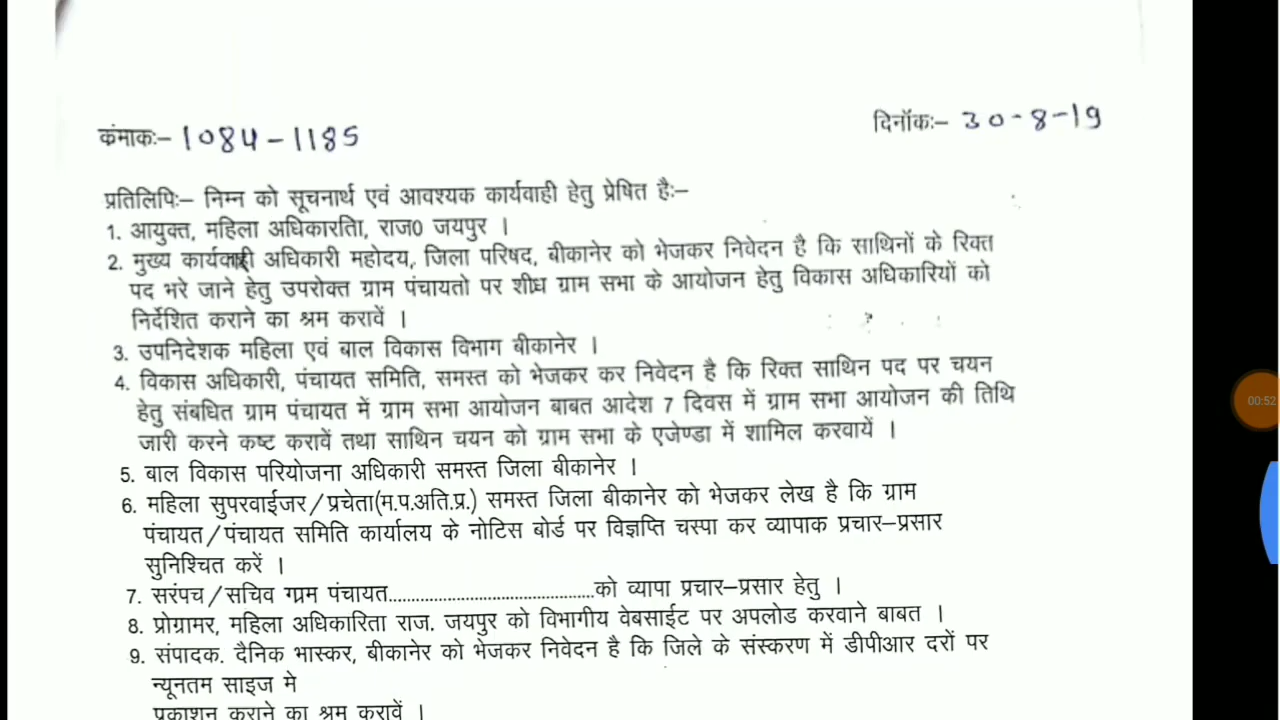 कंमाकः– 1084-1185
दिनॉकः– 30-8-19
प्रतिलिपिः– निम्न को सूचनार्थ एवं आवश्यक कार्यवाही हेतु प्रेषित हैः–
1. आयुक्त, महिला अधिकारतिा, राज0 जयपुर ।
2. मुख्य कार्यकारी अधिकारी महोदय, जिला परिषद, बीकानेर को भेजकर निवेदन है कि साथिनों के रिक्त
पद भरे जाने हेतु उपरोक्त ग्राम पंचायतो पर शीध्र ग्राम सभा के आयोजन हेतु विकास अधिकारियों को
निर्देशित कराने का श्रम करावें ।
3. उपनिदेशक महिला एवं बाल विकास विभाग बीकानेर ।
4. विकास अधिकारी, पंचायत समिति, समस्त को भेजकर कर निवेदन है कि रिक्त साथिन पद पर चयन
हेतु संबधित ग्राम पंचायत में ग्राम सभा आयोजन बाबत आदेश 7 दिवस में ग्राम सभा आयोजन की तिथि
जारी करने कष्ट करावें तथा साथिन चयन को ग्राम सभा के एजेण्डा में शामिल करवायें ।
5. बाल विकास परियोजना अधिकारी समस्त जिला बीकानेर ।
6. महिला सुपरवाईजर/प्रचेता(म.प.अति.प्र.) समस्त जिला बीकानेर को भेजकर लेख है कि ग्राम
पंचायत/पंचायत समिति कार्यालय के नोटिस बोर्ड पर विज्ञप्ति चस्पा कर व्यापाक प्रचार–प्रसार
सुनिश्चित करें ।
7. सरंपच/सचिव गप्रम पंचायत.............................................को व्यापा प्रचार–प्रसार हेतु ।
8. प्रोग्रामर, महिला अधिकारिता राज. जयपुर को विभागीय वेबसाईट पर अपलोड करवाने बाबत ।
9. संपादक. दैनिक भास्कर, बीकानेर को भेजकर निवेदन है कि जिले के संस्करण में डीपीआर दरों पर
न्यूनतम साइज मे
प्रकाशन कराने का श्रम करावें ।
00:52